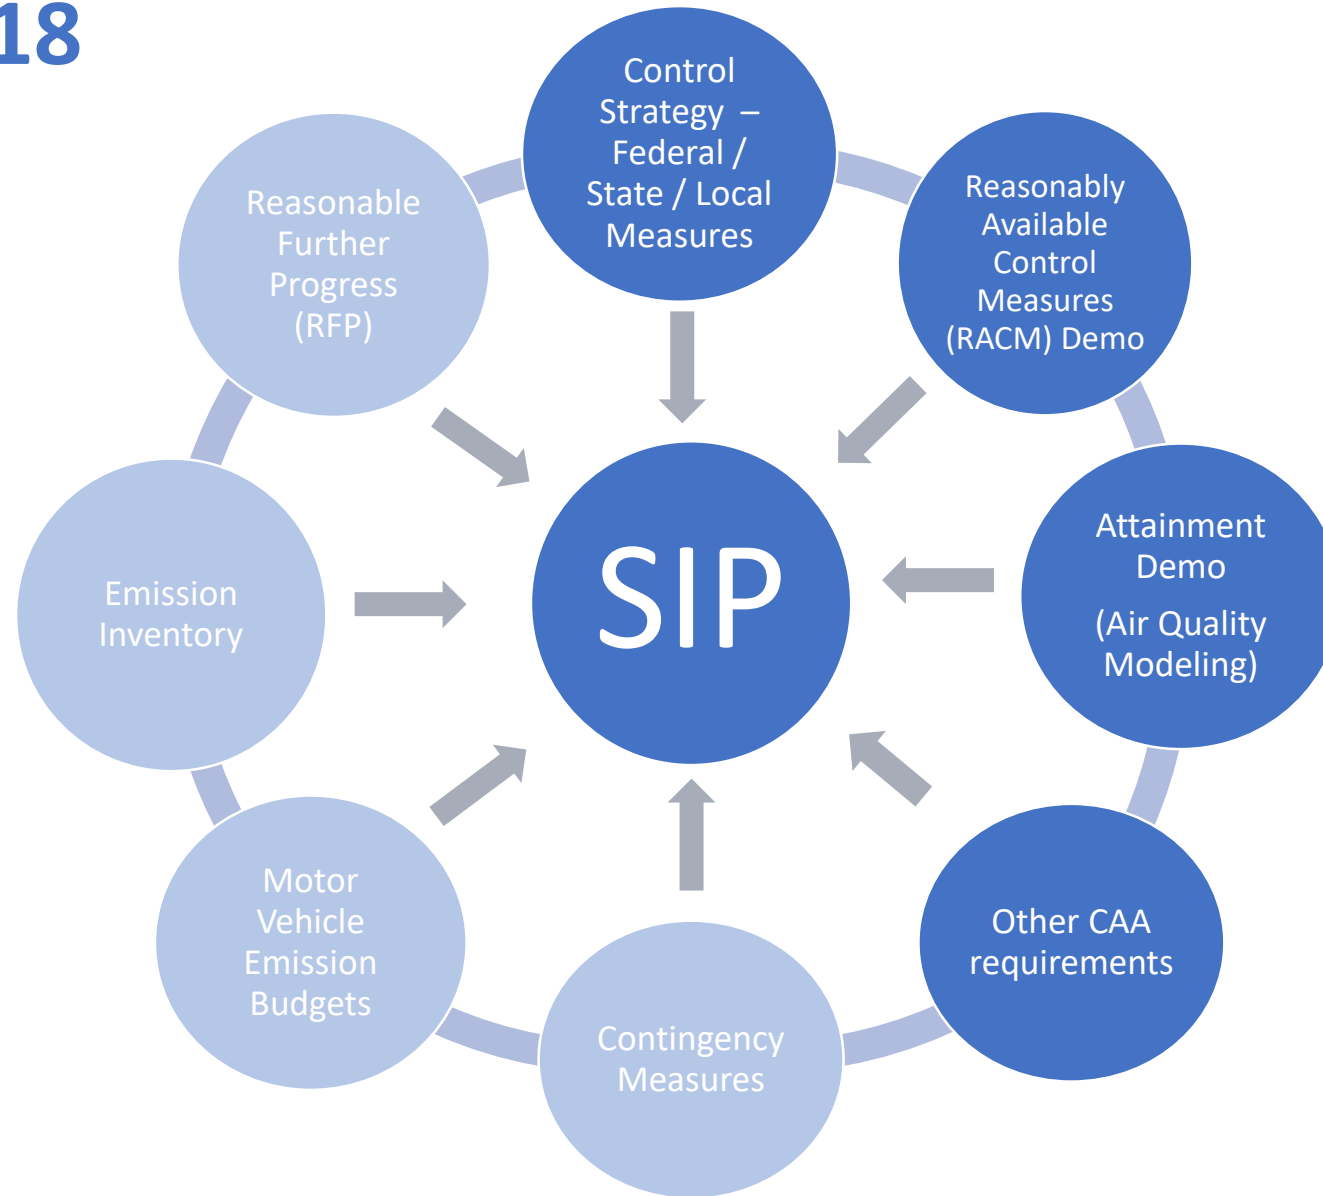 18
Control
Strategy –
Federal /
State / Local
Measures
Reasonably
Available
Control
Measures
(RACM) Demo
Attainment
Demo
(Air Quality
Modeling)
Other CAA
requirements
Contingency
Measures
Motor
Vehicle
Emission
Budgets
Emission
Inventory
Reasonable
Further
Progress
(RFP)
SIP